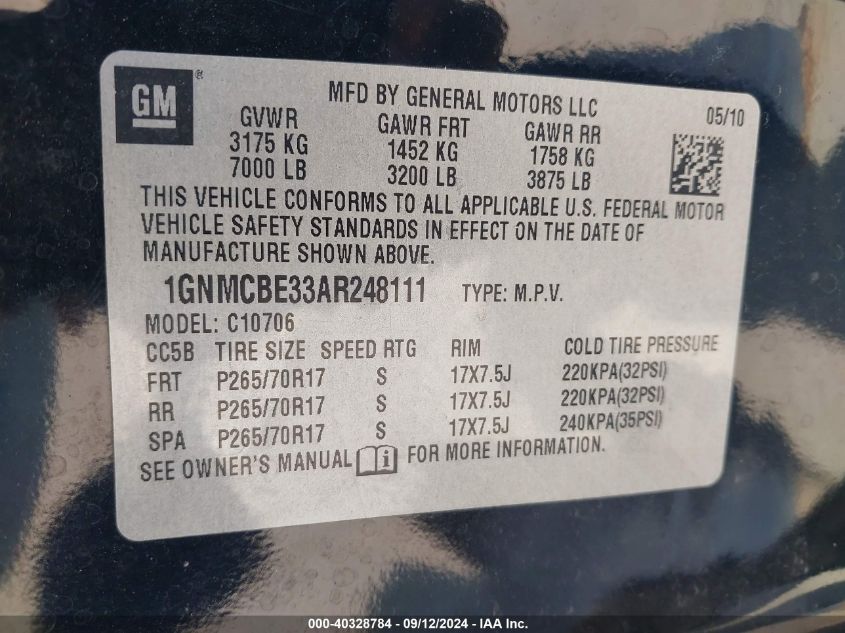 GM®
MFD BY GENERAL MOTORS LLC
05/10
GVWR GAWR FRT GAWR RR
3175 KG 1452 KG 1758 KG
7000 LB 3200 LB 3875 LB
THIS VEHICLE CONFORMS TO ALL APPLICABLE U.S. FEDERAL MOTOR
VEHICLE SAFETY STANDARDS IN EFFECT ON THE DATE OF
MANUFACTURE SHOWN ABOVE.
1GNMCBE33AR248111 TYPE: M.P.V.
MODEL: C10706
CC5B TIRE SIZE SPEED RTG RIM COLD TIRE PRESSURE
FRT P265/70R17 S 17X7.5J 220KPA(32PSI)
RR P265/70R17 S 17X7.5J 220KPA(32PSI)
SPA P265/70R17 S 17X7.5J 240KPA(35PSI)
SEE OWNER'S MANUAL i FOR MORE INFORMATION.
000-40328784 - 09/12/2024 - IAA Inc.